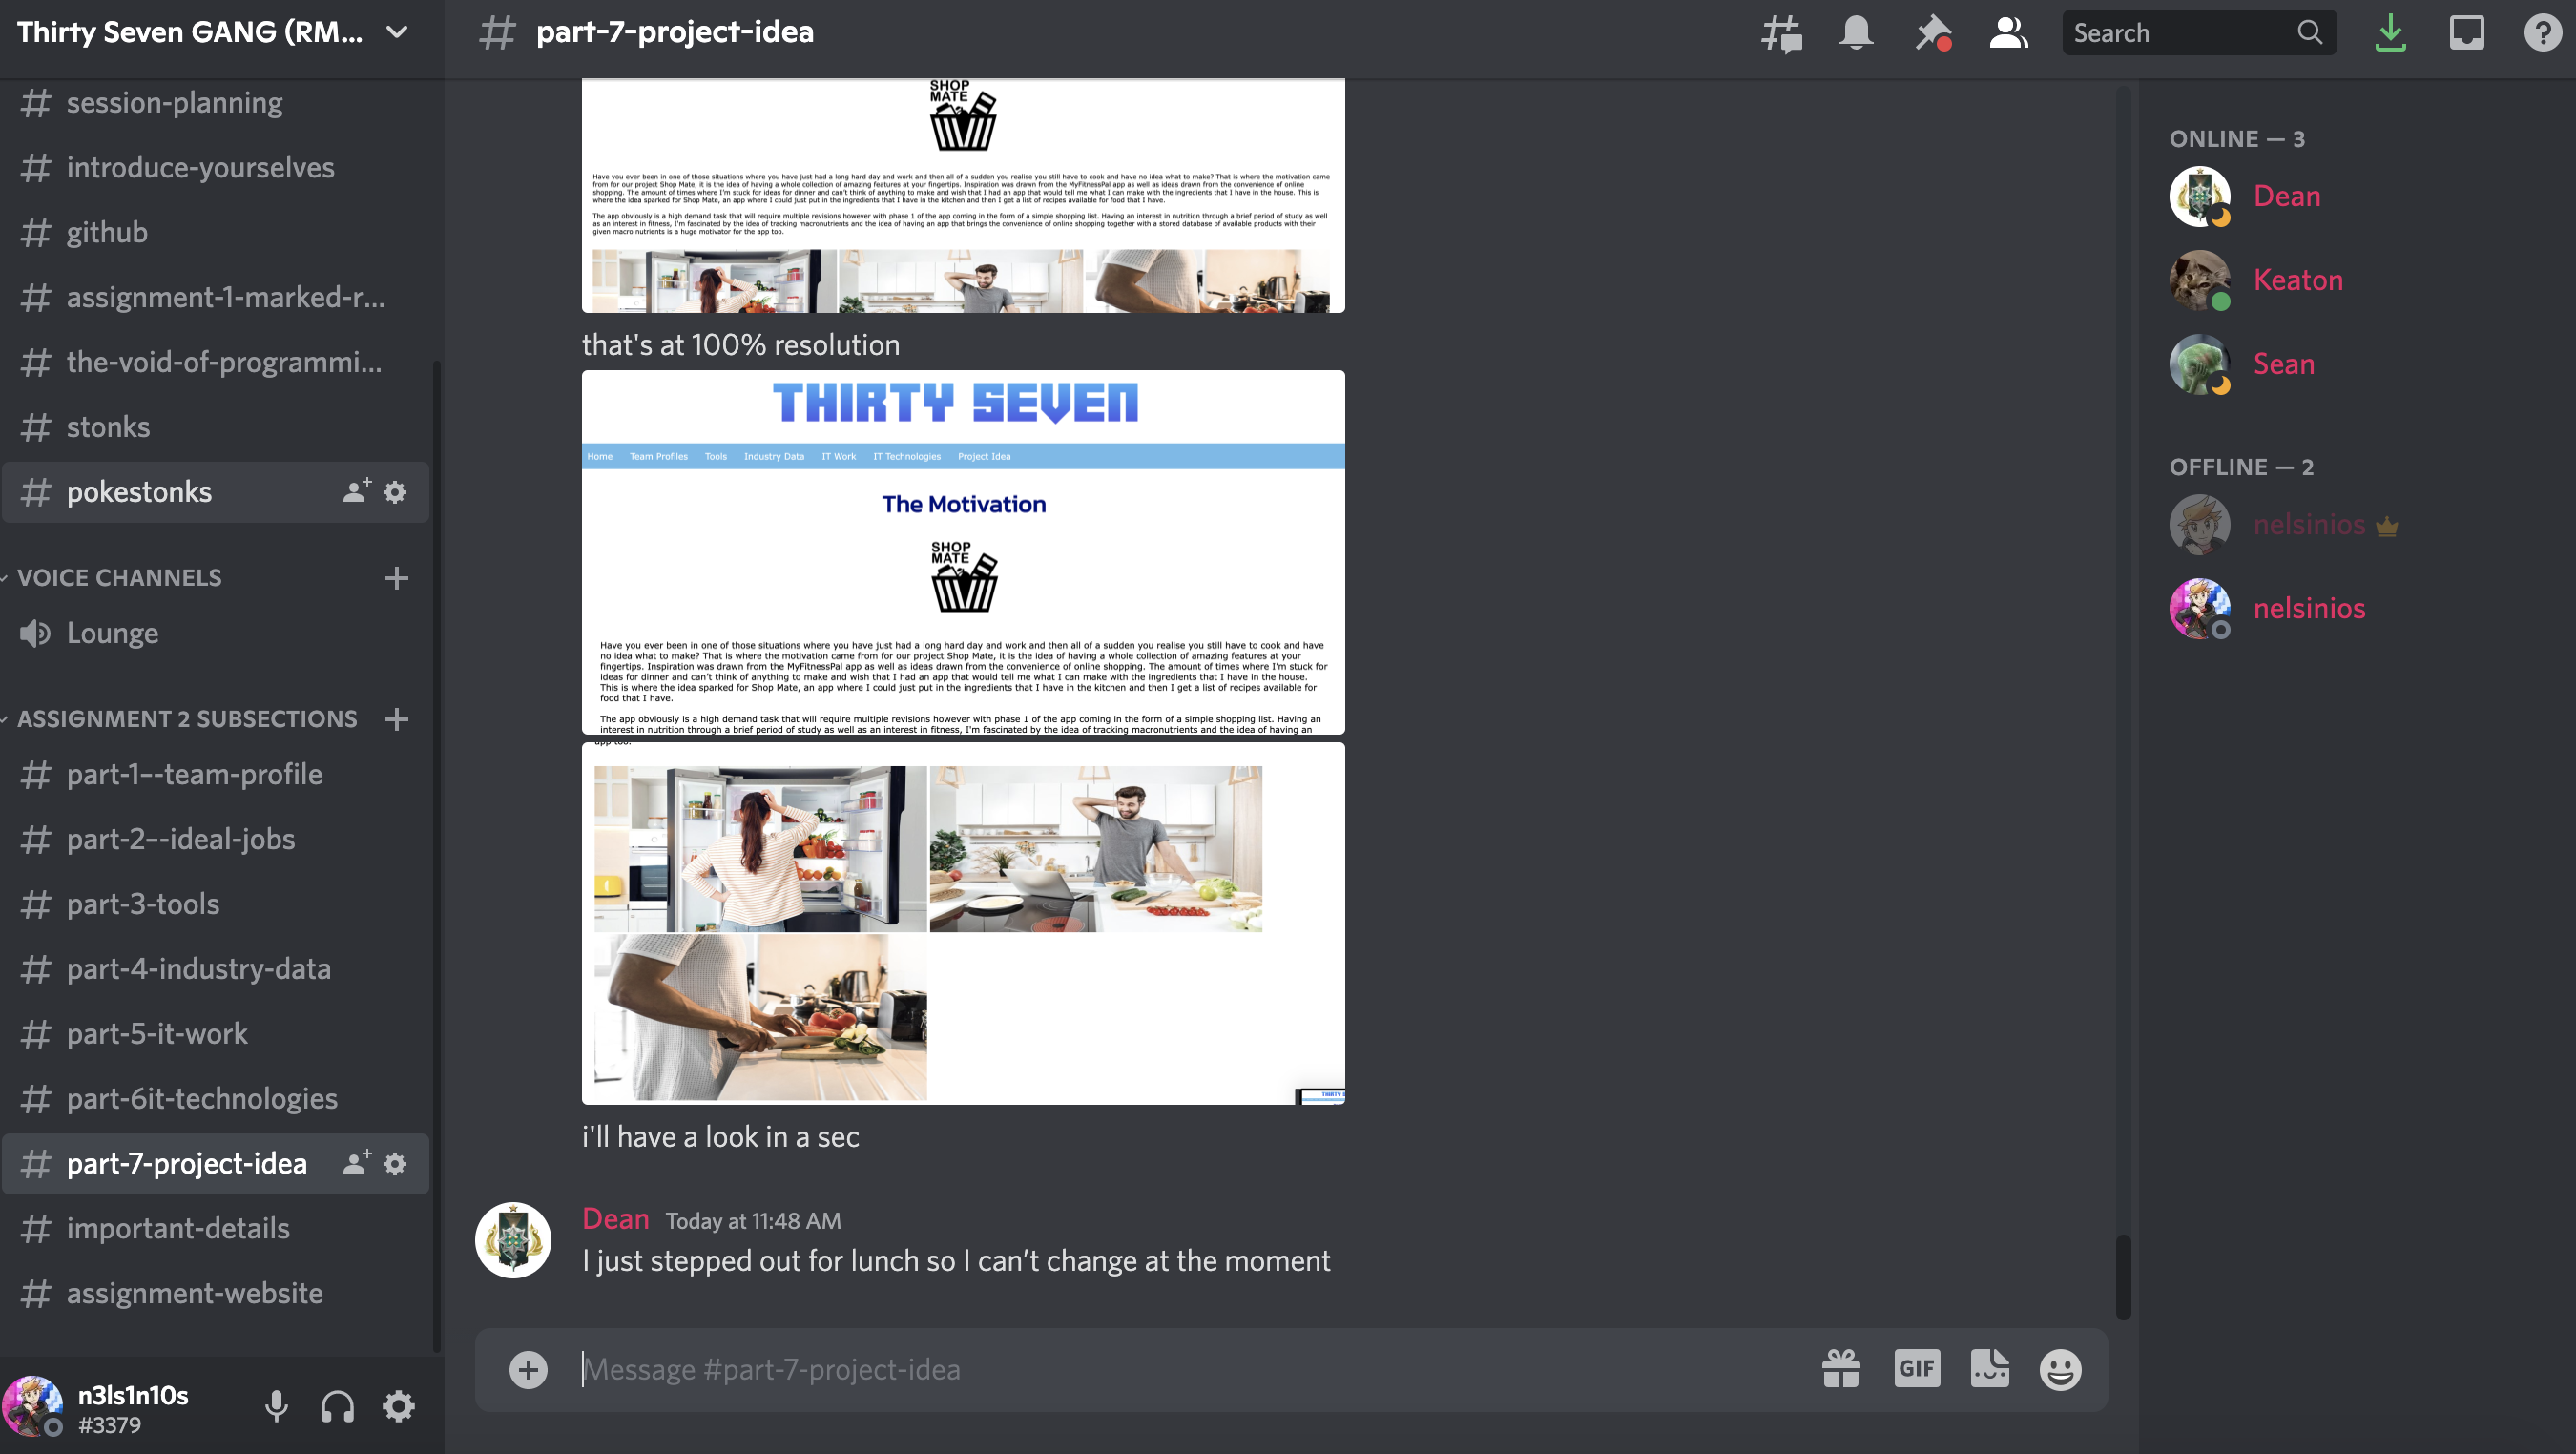 Thirty Seven GANG (RM...
session-planning
introduce-yourselves
github
assignment-1-marked-r...
the-void-of-programmi...
stonks
pokestonks
VOICE CHANNELS
Lounge
ASSIGNMENT 2 SUBSECTIONS
part-1--team-profile
part-2--ideal-jobs
part-3-tools
part-4-industry-data
part-5-it-work
part-6it-technologies
part-7-project-idea
important-details
assignment-website
n3ls1n10s
#3379
# part-7-project-idea
Search
SHOP
MATE
Have you ever been in one of those situations where you have just had a long hard day and work and then all of a sudden you realise you still have to cook and have no idea what to make? That is where the motivation came
from for our project Shop Mate, it is the idea of having a whole collection of amazing features at your fingertips. Inspiration was drawn from the MyFitnessPal app as well as ideas drawn from the convenience of online
shopping. The amount of times where I'm stuck for ideas for dinner and can't think of anything to make and wish that I had an app that would tell me what I can make with the ingredients that I have in the house. This is
where the idea sparked for Shop Mate, an app where I could just put in the ingredients that I have in the kitchen and then I get a list of recipes available for food that I have.
The app obviously is a high demand task that will require multiple revisions however with phase 1 of the app coming in the form of a simple shopping list. Having an interest in nutrition through a brief period of study as well
as an interest in fitness, I'm fascinated by the idea of tracking macronutrients and the idea of having an app that brings the convenience of online shopping together with a stored database of available products with their
given macro nutrients is a huge motivator for the app too.
that's at 100% resolution
THIRTY SEVEN
Home Team Profiles Tools Industry Data IT Work IT Technologies Project Idea
The Motivation
SHOP
MATE
Have you ever been in one of those situations where you have just had a long hard day and work and then all of a sudden you realise you still have to cook and have
no idea what to make? That is where the motivation came from for our project Shop Mate, it is the idea of having a whole collection of amazing features at your
fingertips. Inspiration was drawn from the MyFitnessPal app as well as ideas drawn from the convenience of online shopping. The amount of times where I'm stuck for
ideas for dinner and can't think of anything to make and wish that I had an app that would tell me what I can make with the ingredients that I have in the house.
This is where the idea sparked for Shop Mate, an app where I could just put in the ingredients that I have in the kitchen and then I get a list of recipes available for
food that I have.
The app obviously is a high demand task that will require multiple revisions however with phase 1 of the app coming in the form of a simple shopping list. Having an
interest in nutrition through a brief period of study as well as an interest in fitness, I'm fascinated by the idea of tracking macronutrients and the idea of having an
i'll have a look in a sec
Dean Today at 11:48 AM
I just stepped out for lunch so I can't change at the moment
Message #part-7-project-idea
GIF
ONLINE — 3
Dean
Keaton
Sean
OFFLINE — 2
nelsinios
nelsinios